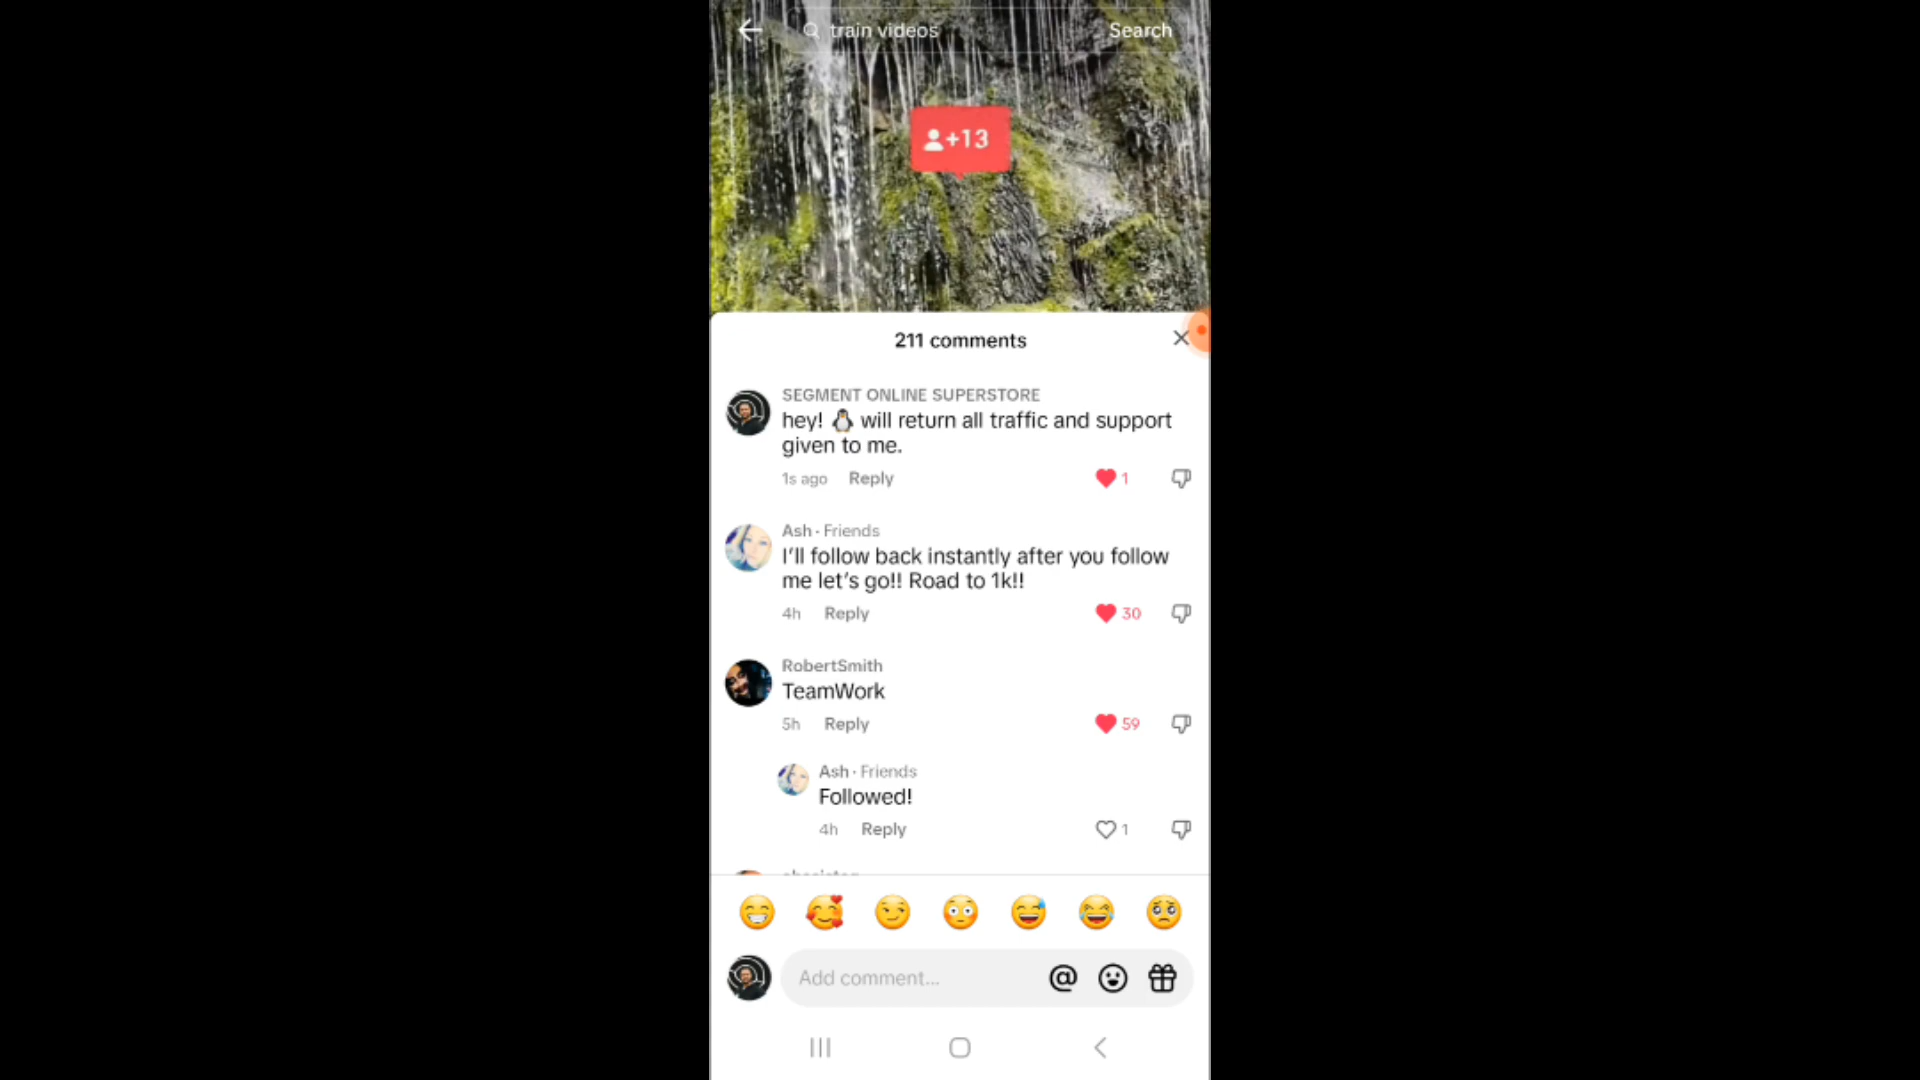 train videos
Search
+13
211 comments
SEGMENT ONLINE SUPERSTORE
hey! 🐧 will return all traffic and support
given to me.
1s ago Reply 1
Ash · Friends
I'll follow back instantly after you follow
me let's go!! Road to 1k!!
4h Reply 30
RobertSmith
TeamWork
5h Reply 59
Ash · Friends
Followed!
4h Reply 1
Add comment...